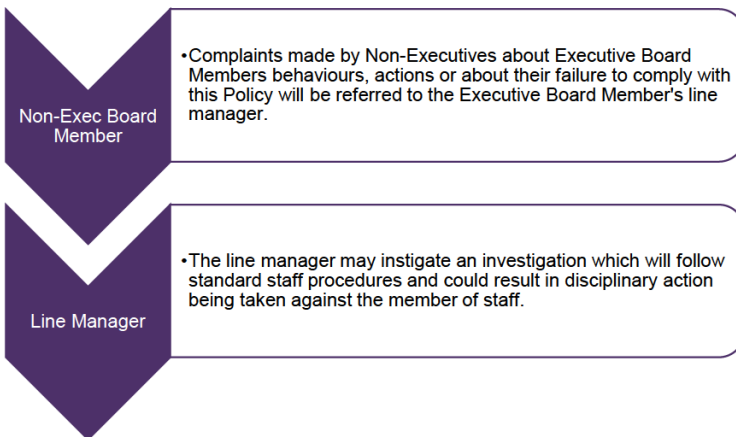 Non-Exec Board
Member
•Complaints made by Non-Executives about Executive Board
Members behaviours, actions or about their failure to comply with
this Policy will be referred to the Executive Board Member's line
manager.
Line Manager
•The line manager may instigate an investigation which will follow
standard staff procedures and could result in disciplinary action
being taken against the member of staff.